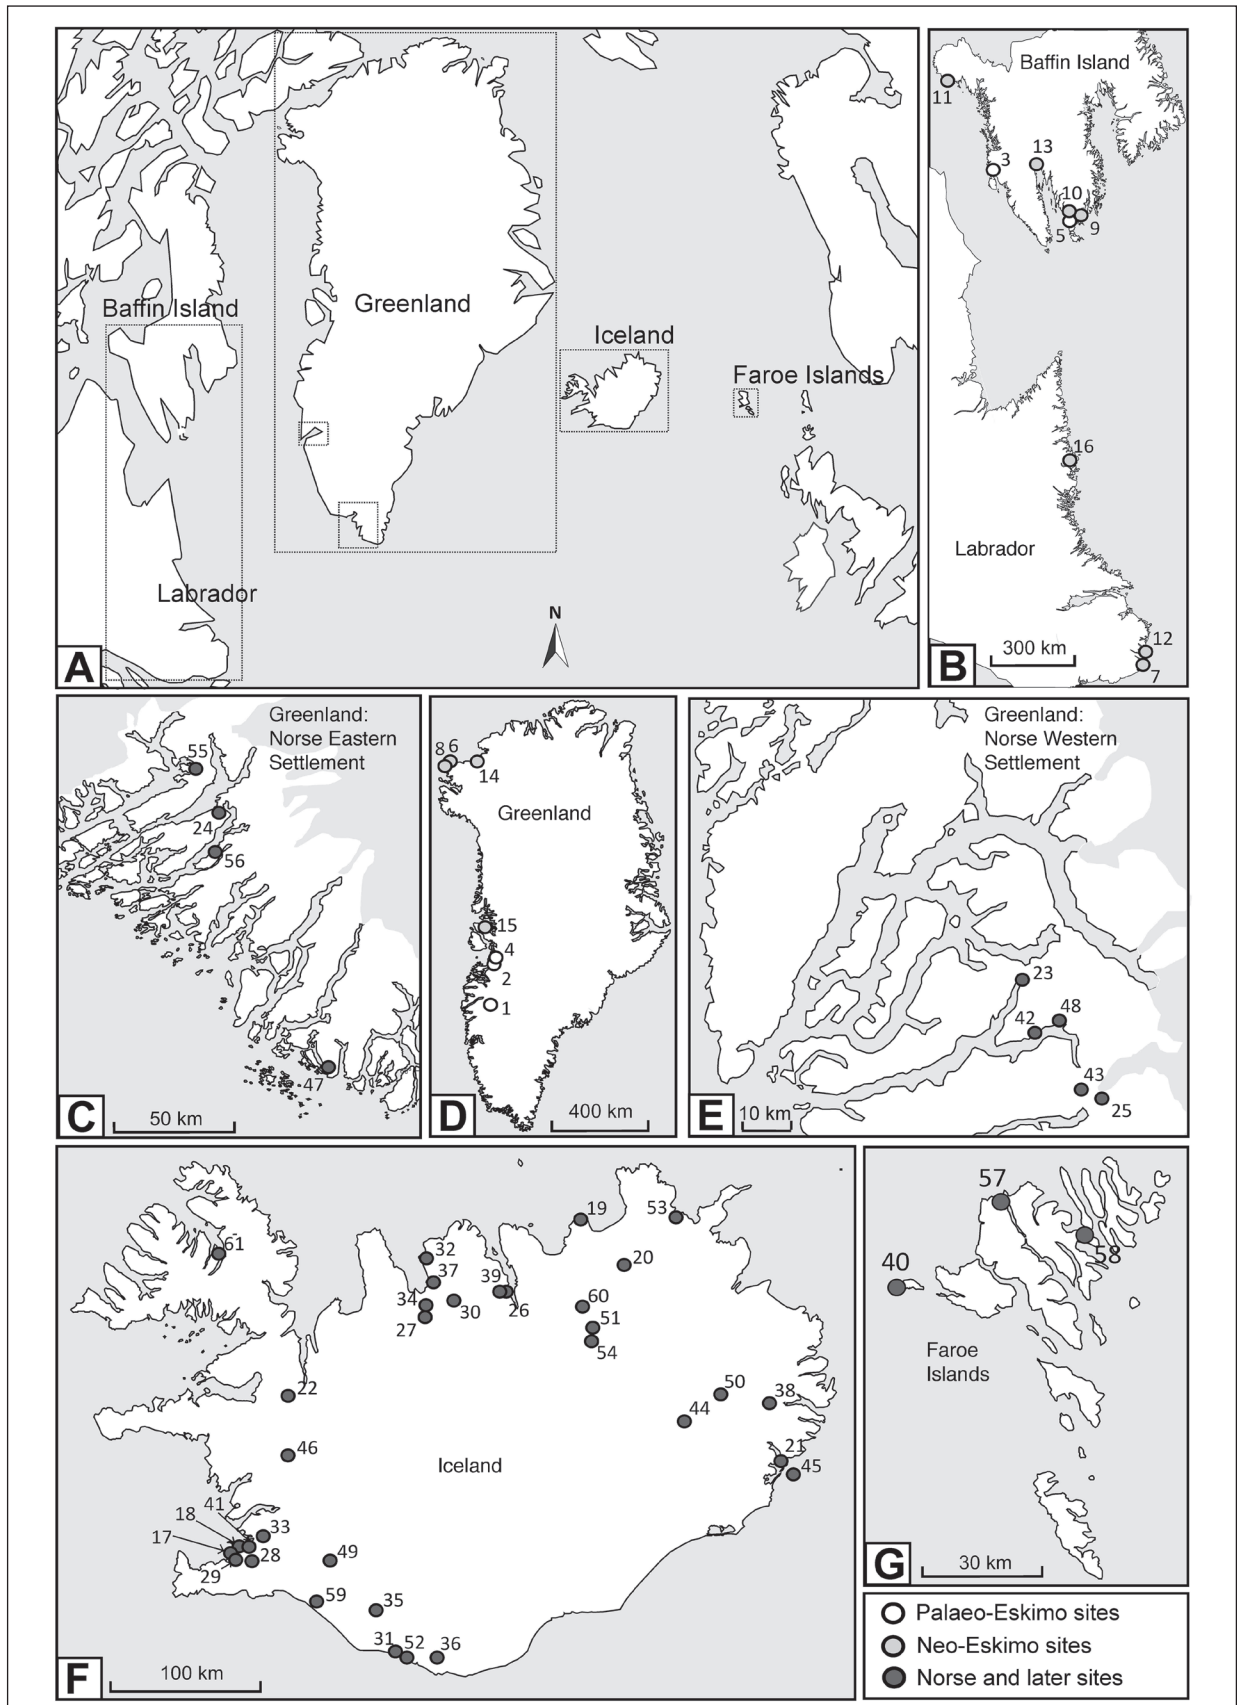 Baffin Island
Greenland
Iceland
Faroe Islands
Labrador
N
A
Baffin Island
11
3
13
10
5
9
16
Labrador
12
7
300 km
B
Greenland:
Norse Eastern
Settlement
55
24
56
47
50 km
C
8
6
14
Greenland
15
4
2
1
400 km
D
Greenland:
Norse Western
Settlement
23
48
42
43
25
10 km
E
61
32
37
34
27
30
39
26
19
53
20
60
51
54
22
50
38
44
46
21
45
Iceland
41
18
17
33
28
29
49
59
35
31
52
36
100 km
F
57
58
40
Faroe
Islands
30 km
G
Palaeo-Eskimo sites
Neo-Eskimo sites
Norse and later sites